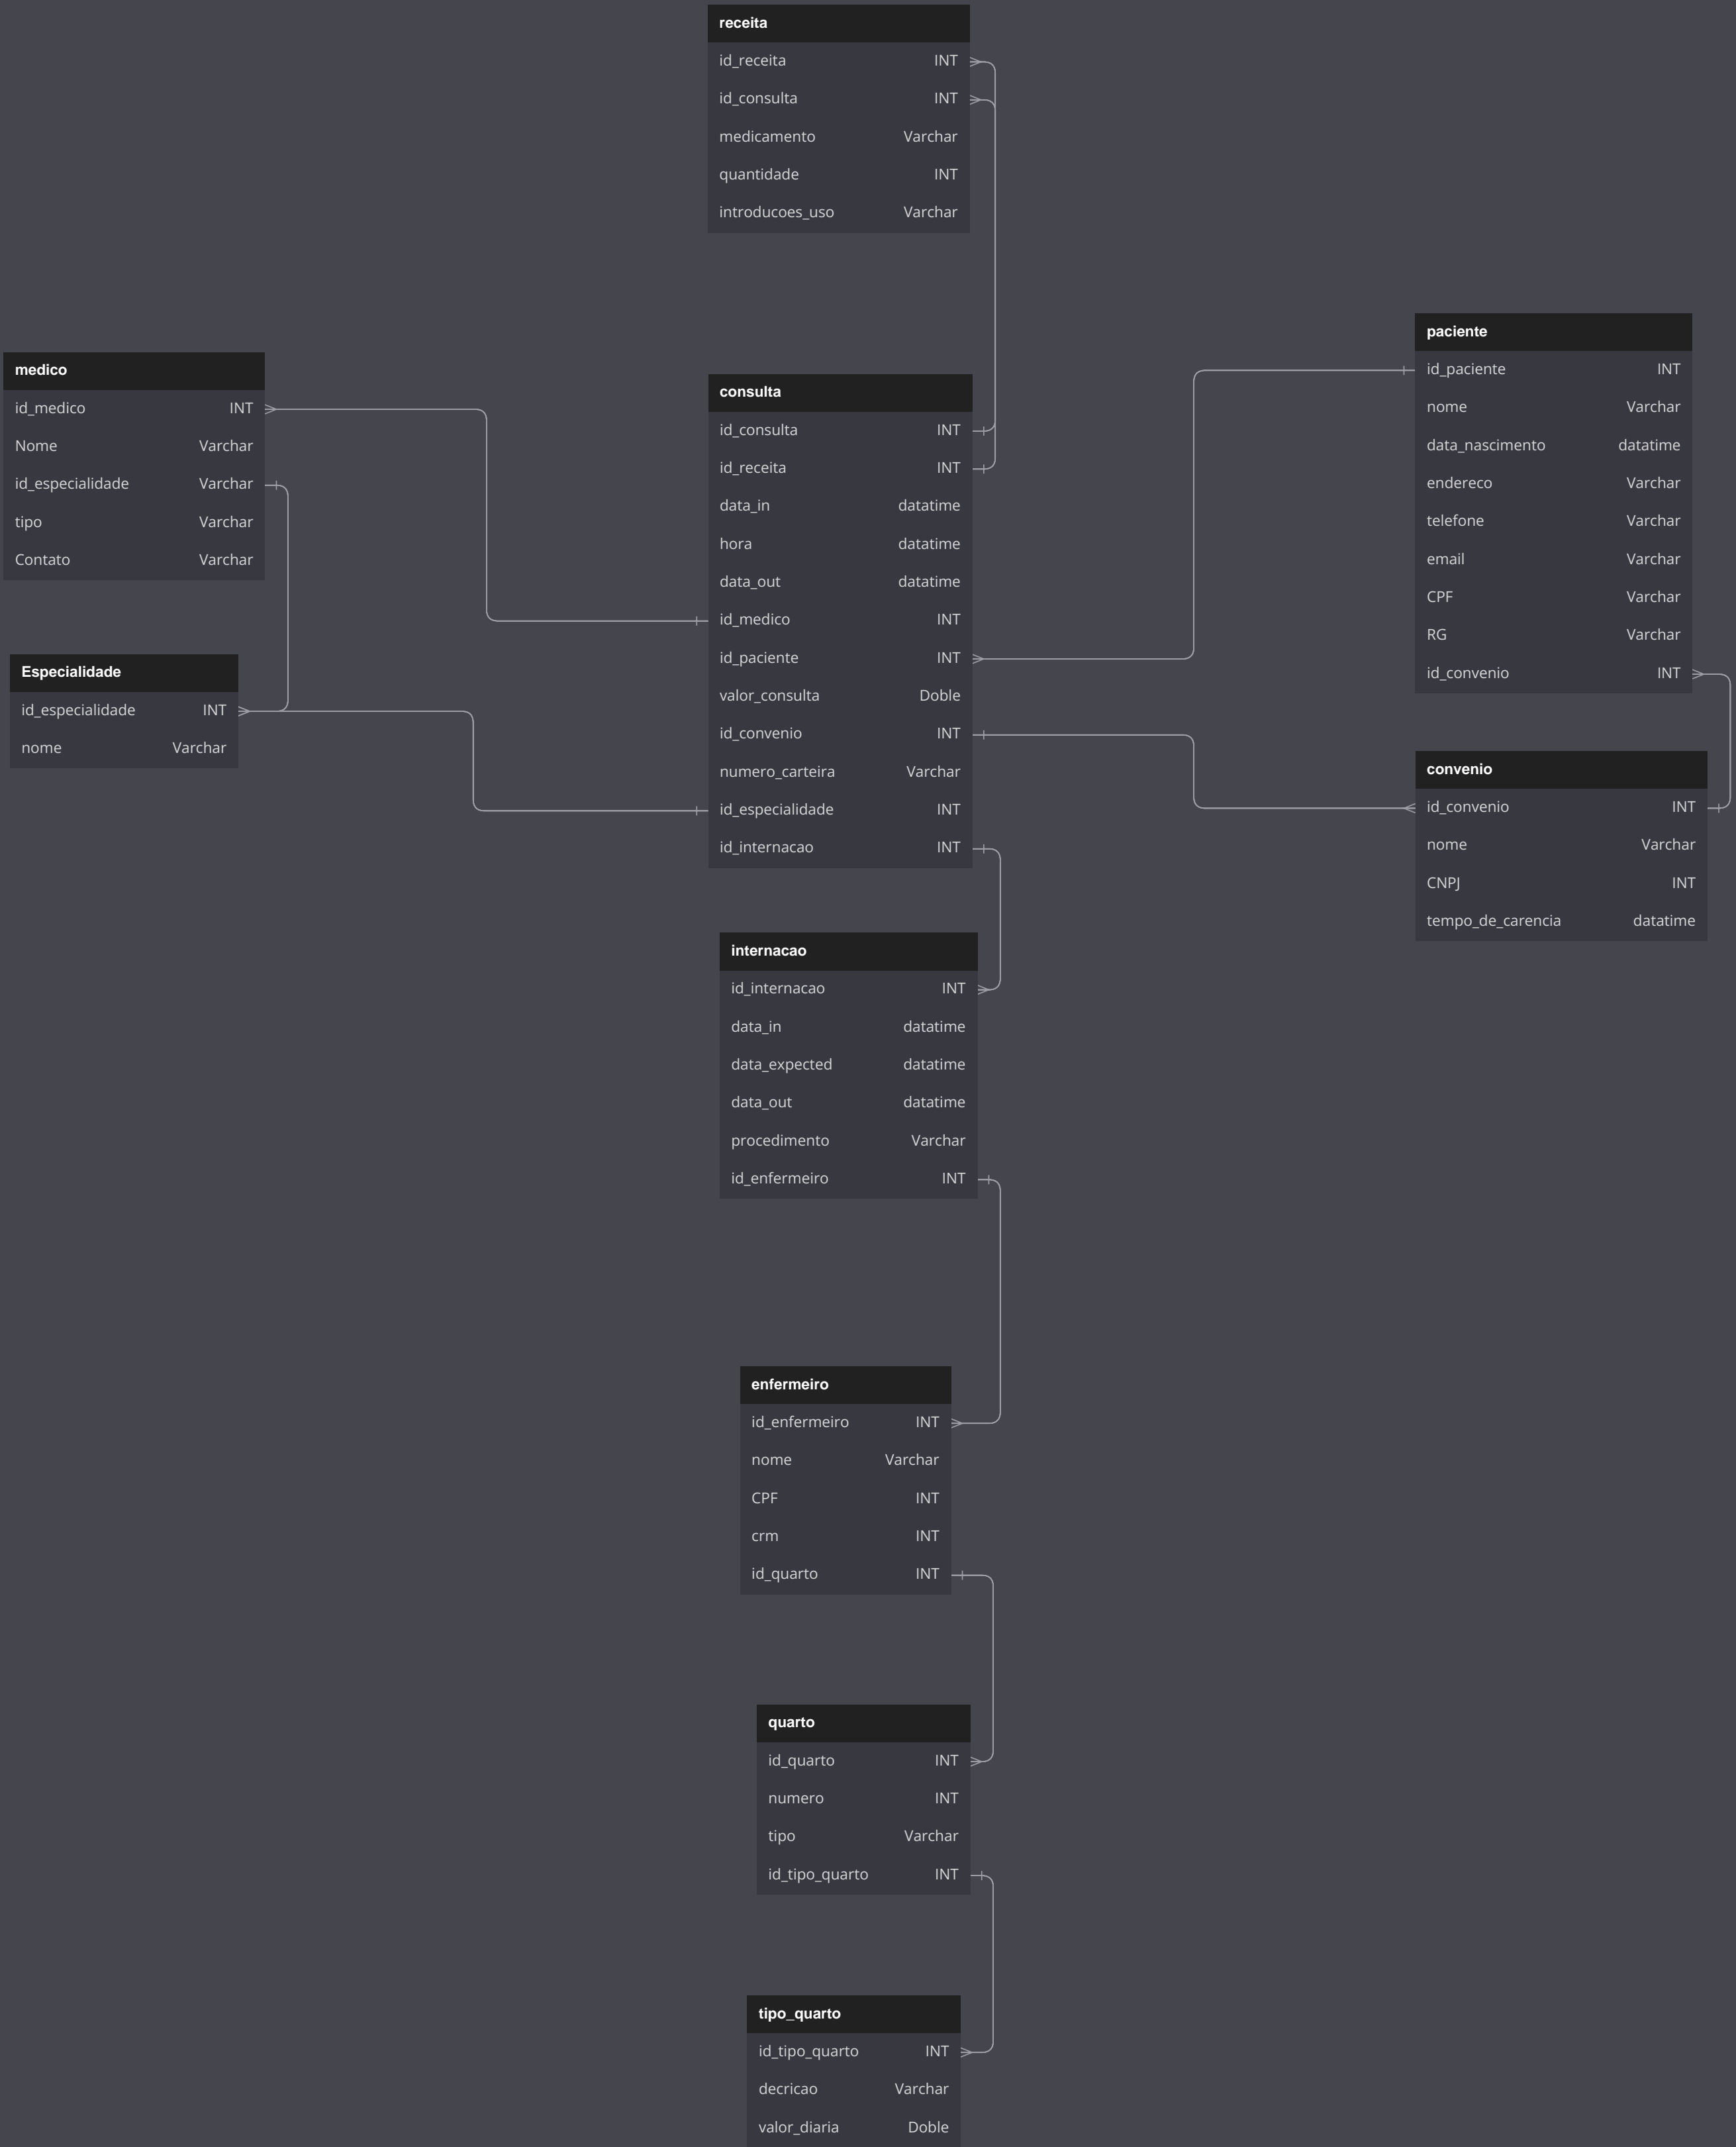 receita
id_receita INT
id_consulta INT
medicamento Varchar
quantidade INT
introducoes_uso Varchar
medico
id_medico INT
Nome Varchar
id_especialidade Varchar
tipo Varchar
Contato Varchar
Especialidade
id_especialidade INT
nome Varchar
consulta
id_consulta INT
id_receita INT
data_in datatime
hora datatime
data_out datatime
id_medico INT
id_paciente INT
valor_consulta Doble
id_convenio INT
numero_carteira Varchar
id_especialidade INT
id_internacao INT
paciente
id_paciente INT
nome Varchar
data_nascimento datatime
endereco Varchar
telefone Varchar
email Varchar
CPF Varchar
RG Varchar
id_convenio INT
convenio
id_convenio INT
nome Varchar
CNPJ INT
tempo_de_carencia datatime
internacao
id_internacao INT
data_in datatime
data_expected datatime
data_out datatime
procedimento Varchar
id_enfermeiro INT
enfermeiro
id_enfermeiro INT
nome Varchar
CPF INT
crm INT
id_quarto INT
quarto
id_quarto INT
numero INT
tipo Varchar
id_tipo_quarto INT
tipo_quarto
id_tipo_quarto INT
decricao Varchar
valor_diaria Doble